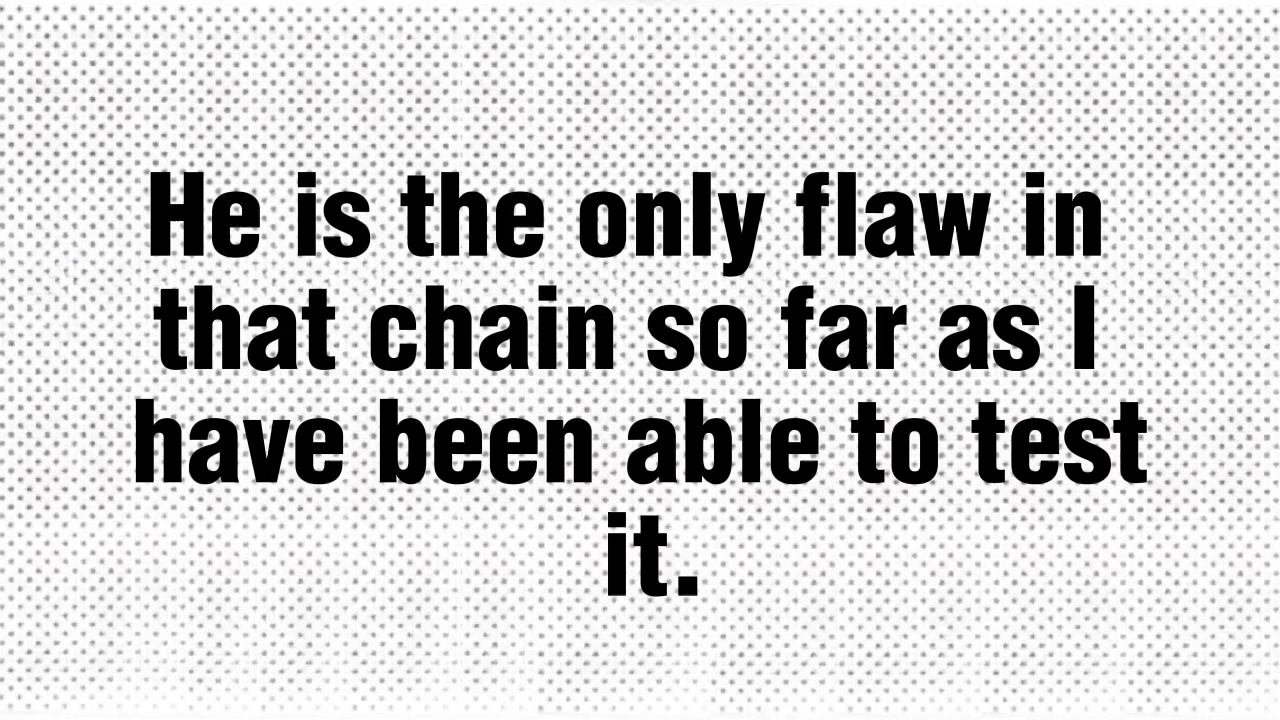 He is the only flaw in
that chain so far as I
have been able to test
it.